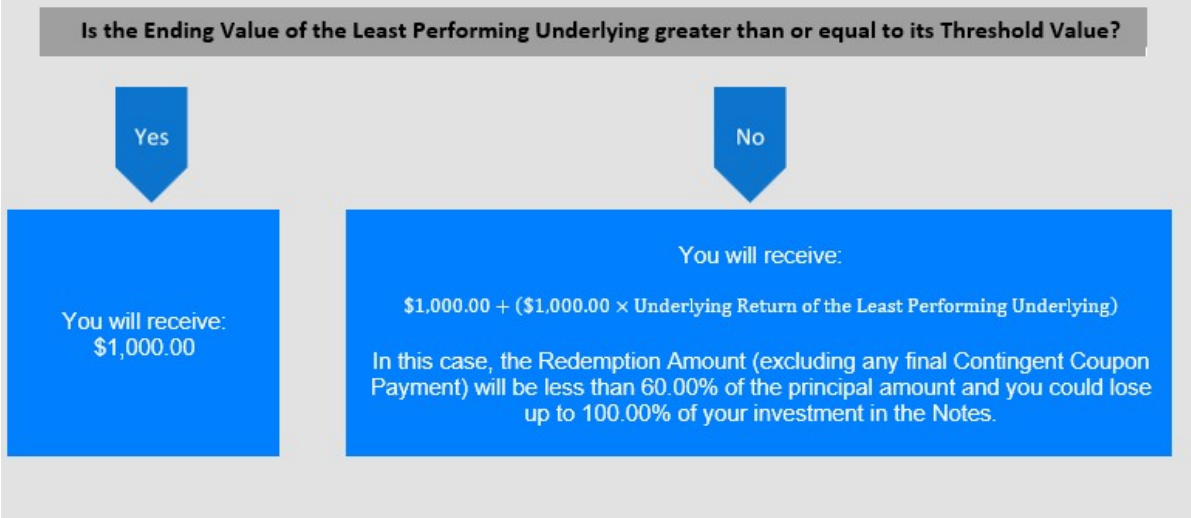 Is the Ending Value of the Least Performing Underlying greater than or equal to its Threshold Value?
Yes
No
You will receive:
$1,000.00
You will receive:
$1,000.00 + ($1,000.00 × Underlying Return of the Least Performing Underlying)
In this case, the Redemption Amount (excluding any final Contingent Coupon
Payment) will be less than 60.00% of the principal amount and you could lose
up to 100.00% of your investment in the Notes.